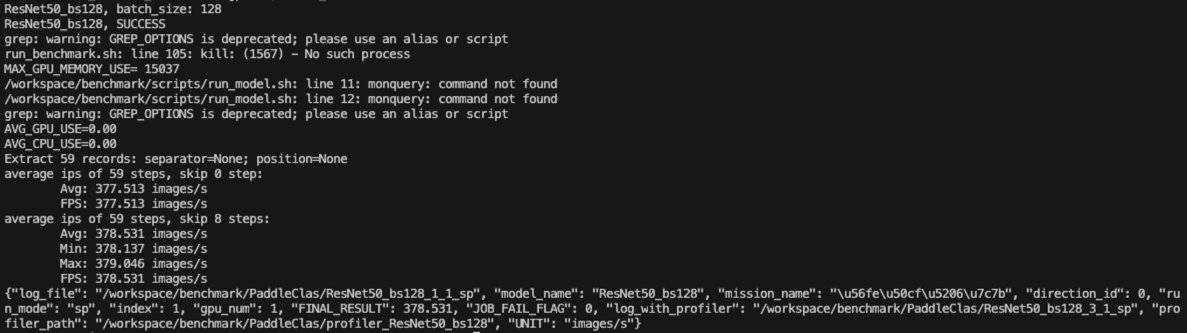 ResNet50_bs128, batch_size: 128
ResNet50_bs128, SUCCESS
grep: warning: GREP_OPTIONS is deprecated; please use an alias or script
run_benchmark.sh: line 105: kill: (1567) - No such process
MAX_GPU_MEMORY_USE= 15037
/workspace/benchmark/scripts/run_model.sh: line 11: monquery: command not found
/workspace/benchmark/scripts/run_model.sh: line 12: monquery: command not found
grep: warning: GREP_OPTIONS is deprecated; please use an alias or script
AVG_GPU_USE=0.00
AVG_CPU_USE=0.00
Extract 59 records: separator=None; position=None
average ips of 59 steps, skip 0 step:
Avg: 377.513 images/s
FPS: 377.513 images/s
average ips of 59 steps, skip 8 steps:
Avg: 378.531 images/s
Min: 378.137 images/s
Max: 379.046 images/s
FPS: 378.531 images/s
{"log_file": "/workspace/benchmark/PaddleClas/ResNet50_bs128_1_1_sp", "model_name": "ResNet50_bs128", "mission_name": "\u56fe\u50cf\u5206\u7c7b", "direction_id": 0, "ru
n_mode": "sp", "index": 1, "gpu_num": 1, "FINAL_RESULT": 378.531, "JOB_FAIL_FLAG": 0, "log_with_profiler": "/workspace/benchmark/PaddleClas/ResNet50_bs128_3_1_sp", "pro
filer_path": "/workspace/benchmark/PaddleClas/profiler_ResNet50_bs128", "UNIT": "images/s"}